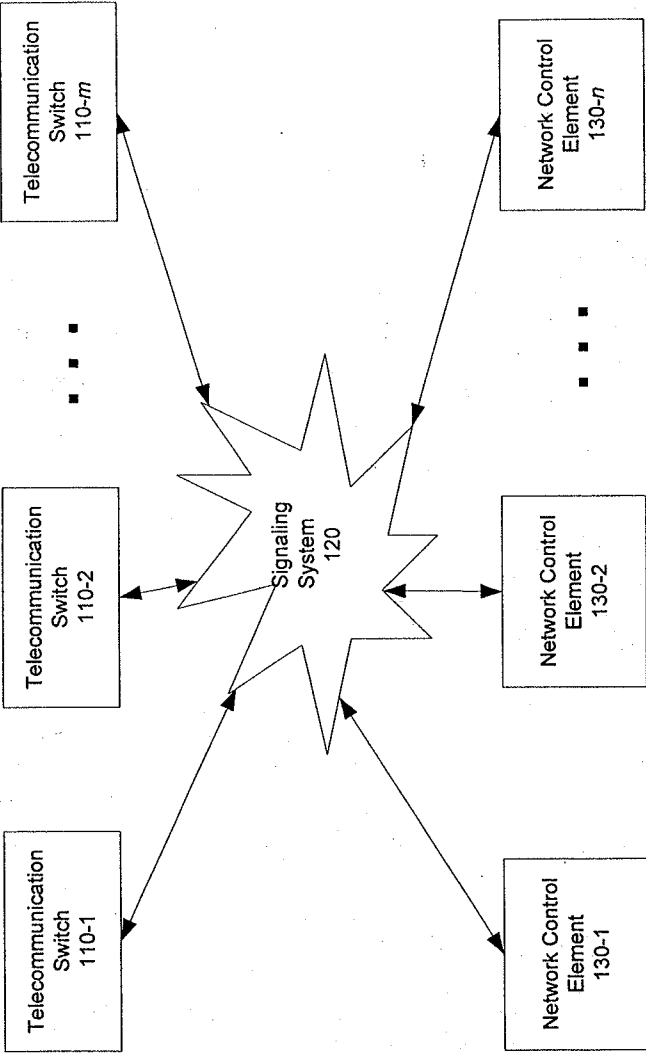 Telecommunication
Switch
110-1
Telecommunication
Switch
110-2
Telecommunication
Switch
110-m
Signaling
System
120
Network Control
Element
130-1
Network Control
Element
130-2
Network Control
Element
130-n